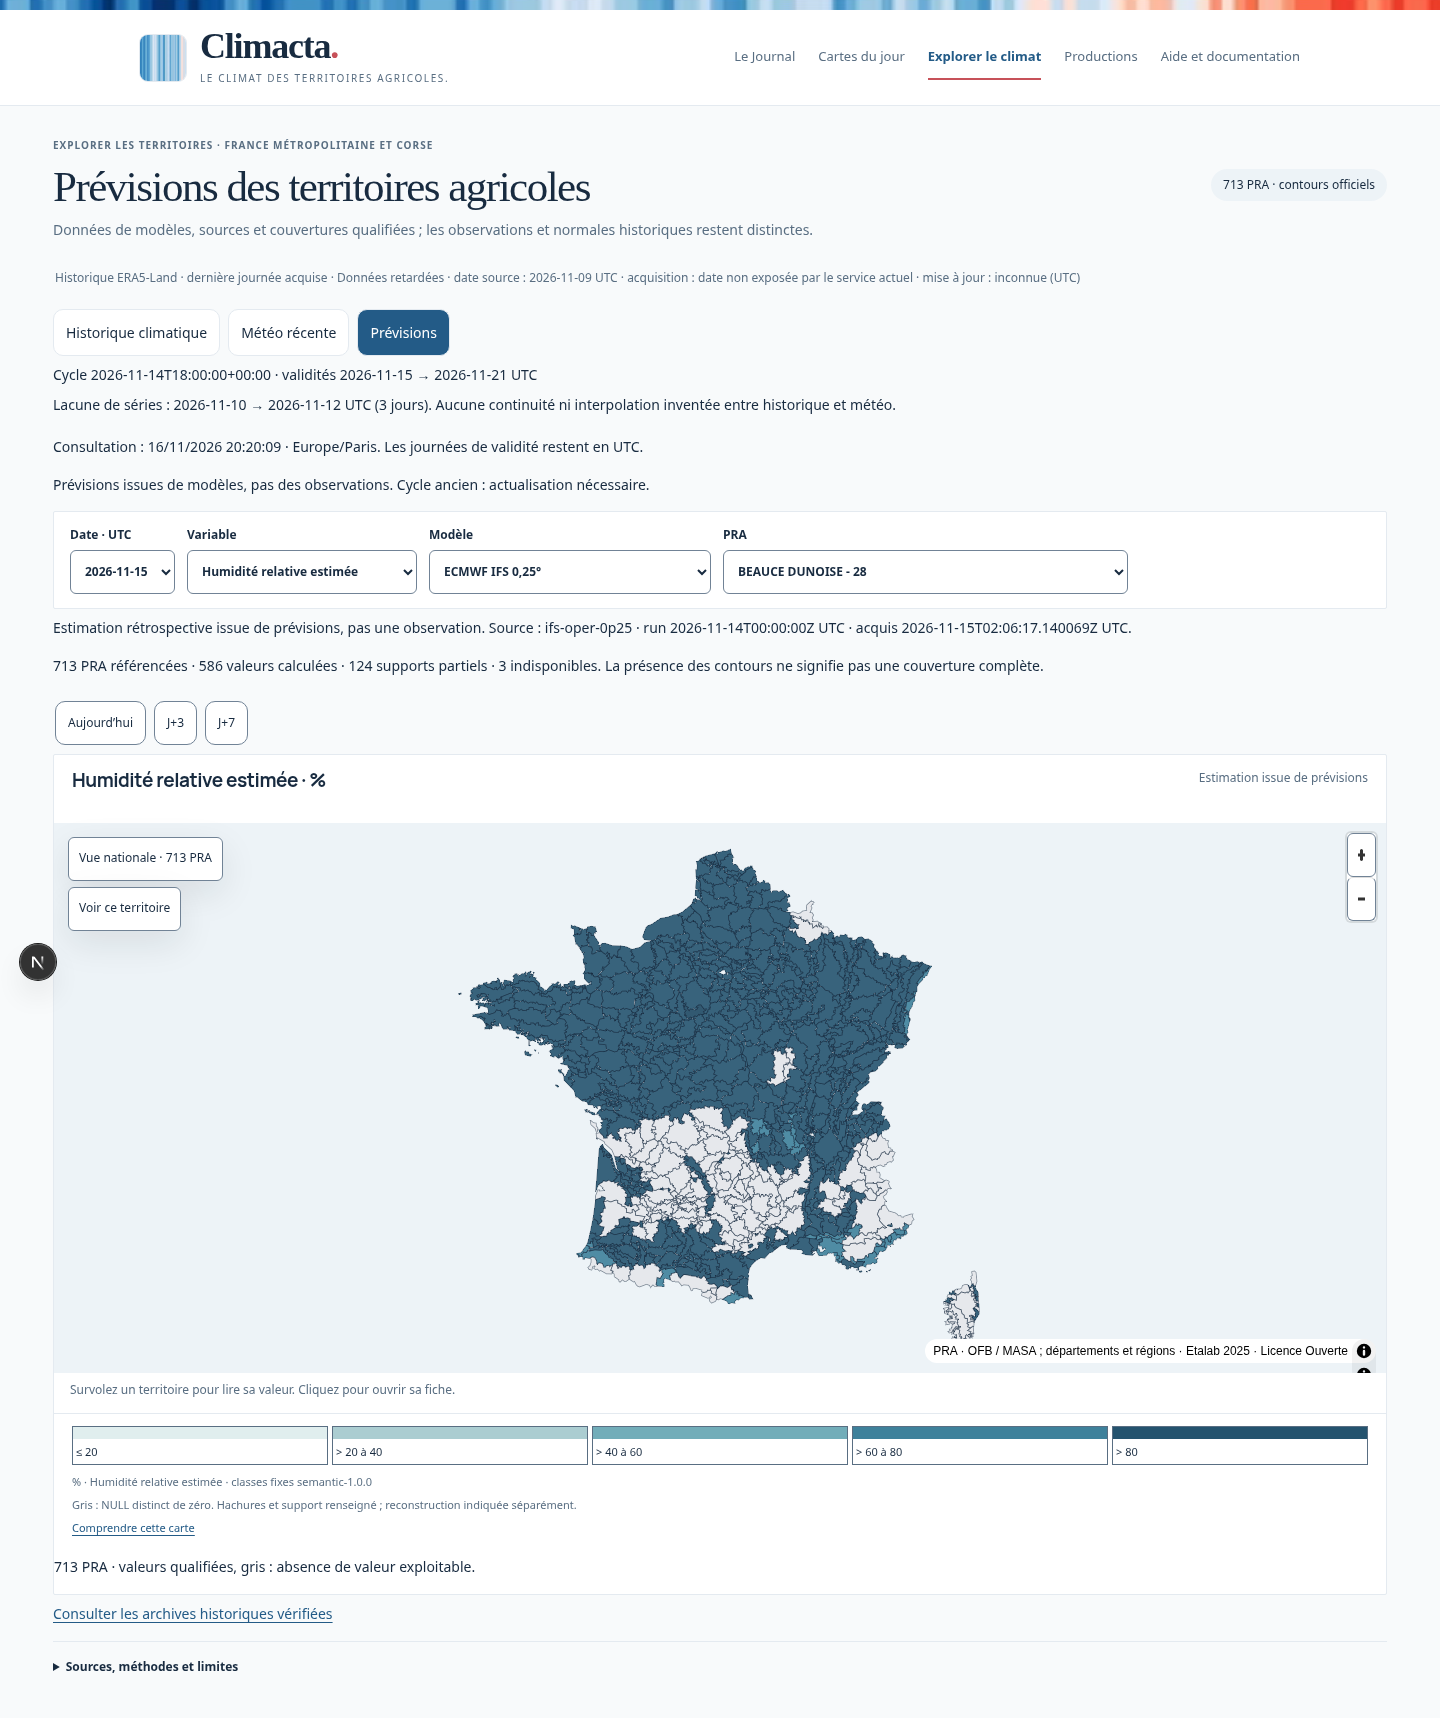 Climacta.
LE CLIMAT DES TERRITOIRES AGRICOLES.
Le Journal
Cartes du jour
Explorer le climat
Productions
Aide et documentation
EXPLORER LES TERRITOIRES · FRANCE MÉTROPOLITAINE ET CORSE
Prévisions des territoires agricoles
713 PRA · contours officiels
Données de modèles, sources et couvertures qualifiées ; les observations et normales historiques restent distinctes.
Historique ERA5-Land · dernière journée acquise · Données retardées · date source : 2026-11-09 UTC · acquisition : date non exposée par le service actuel · mise à jour : inconnue (UTC)
Historique climatique
Météo récente
Prévisions
Cycle 2026-11-14T18:00:00+00:00 · validités 2026-11-15 → 2026-11-21 UTC
Lacune de séries : 2026-11-10 → 2026-11-12 UTC (3 jours). Aucune continuité ni interpolation inventée entre historique et météo.
Consultation : 16/11/2026 20:20:09 · Europe/Paris. Les journées de validité restent en UTC.
Prévisions issues de modèles, pas des observations. Cycle ancien : actualisation nécessaire.
Date · UTC
Variable
Modèle
PRA
2026-11-15
Humidité relative estimée
ECMWF IFS 0,25°
BEAUCE DUNOISE - 28
Estimation rétrospective issue de prévisions, pas une observation. Source : ifs-oper-0p25 · run 2026-11-14T00:00:00Z UTC · acquis 2026-11-15T02:06:17.140069Z UTC.
713 PRA référencées · 586 valeurs calculées · 124 supports partiels · 3 indisponibles. La présence des contours ne signifie pas une couverture complète.
Aujourd’hui
J+3
J+7
Humidité relative estimée · %
Estimation issue de prévisions
Vue nationale · 713 PRA
+
Voir ce territoire
-
N
PRA · OFB / MASA ; départements et régions · Etalab 2025 · Licence Ouverte
Survolez un territoire pour lire sa valeur. Cliquez pour ouvrir sa fiche.
≤ 20
> 20 à 40
> 40 à 60
> 60 à 80
> 80
% · Humidité relative estimée · classes fixes semantic-1.0.0
Gris : NULL distinct de zéro. Hachures et support renseigné ; reconstruction indiquée séparément.
Comprendre cette carte
713 PRA · valeurs qualifiées, gris : absence de valeur exploitable.
Consulter les archives historiques vérifiées
Sources, méthodes et limites